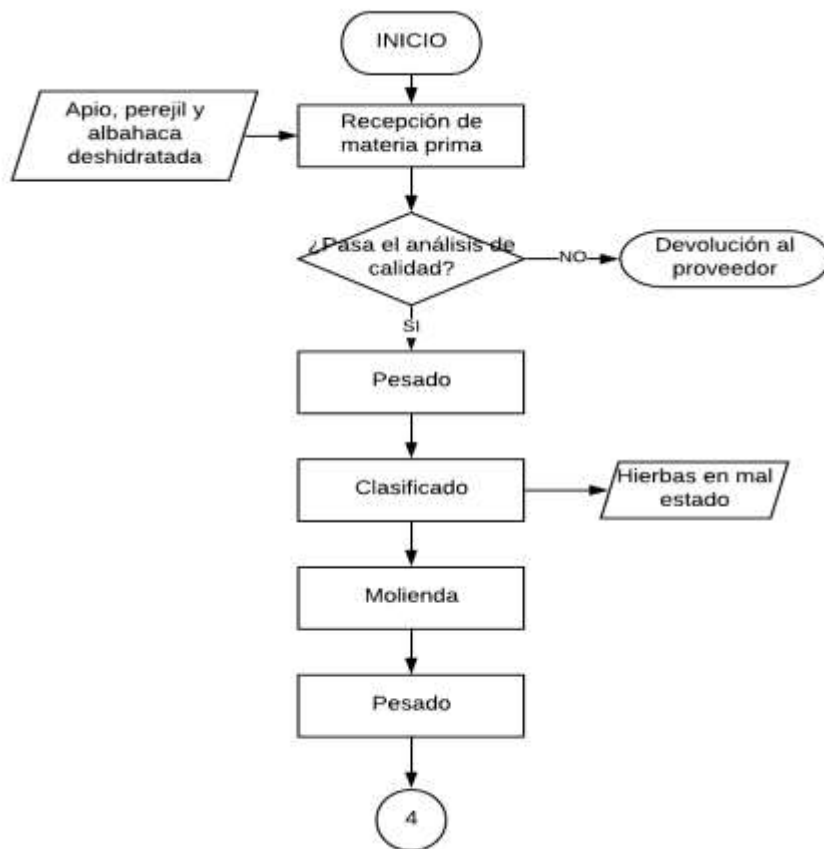 INICIO
Apio, perejil y
albahaca
deshidratada
Recepción de
materia prima
¿Pasa el análisis de
calidad?
NO
Devolución al
proveedor
SI
Pesado
Clasificado
Hierbas en mal
estado
Molienda
Pesado
4